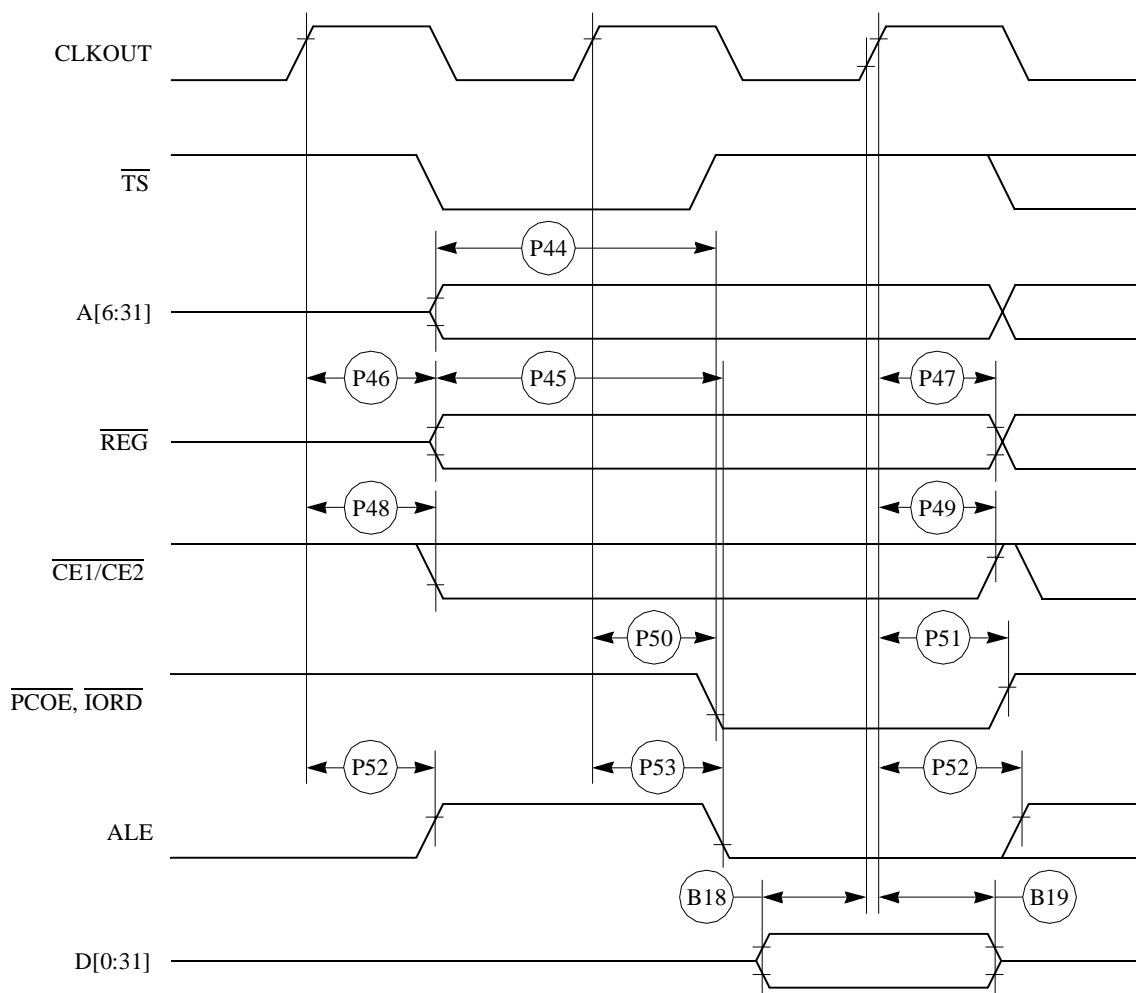 CLKOUT
TS
P44
A[6:31]
P46 P45 P47
REG
P48 P49
CE1/CE2
P50 P51
PCOE, IORD
P52 P53 P52
ALE
B18 B19
D[0:31]